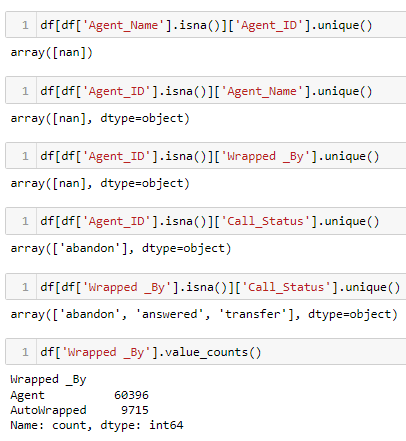 1 df[df['Agent_Name'].isna()]['Agent_ID'].unique()
array([nan])
1 df[df['Agent_ID'].isna()]['Agent_Name'].unique()
array([nan], dtype=object)
1 df[df['Agent_ID'].isna()]['Wrapped _By'].unique()
array([nan], dtype=object)
1 df[df['Agent_ID'].isna()]['Call_Status'].unique()
array(['abandon'], dtype=object)
1 df[df['Wrapped _By'].isna()]['Call_Status'].unique()
array(['abandon', 'answered', 'transfer'], dtype=object)
1 df['Wrapped _By'].value_counts()
Wrapped _By
Agent 60396
AutoWrapped 9715
Name: count, dtype: int64